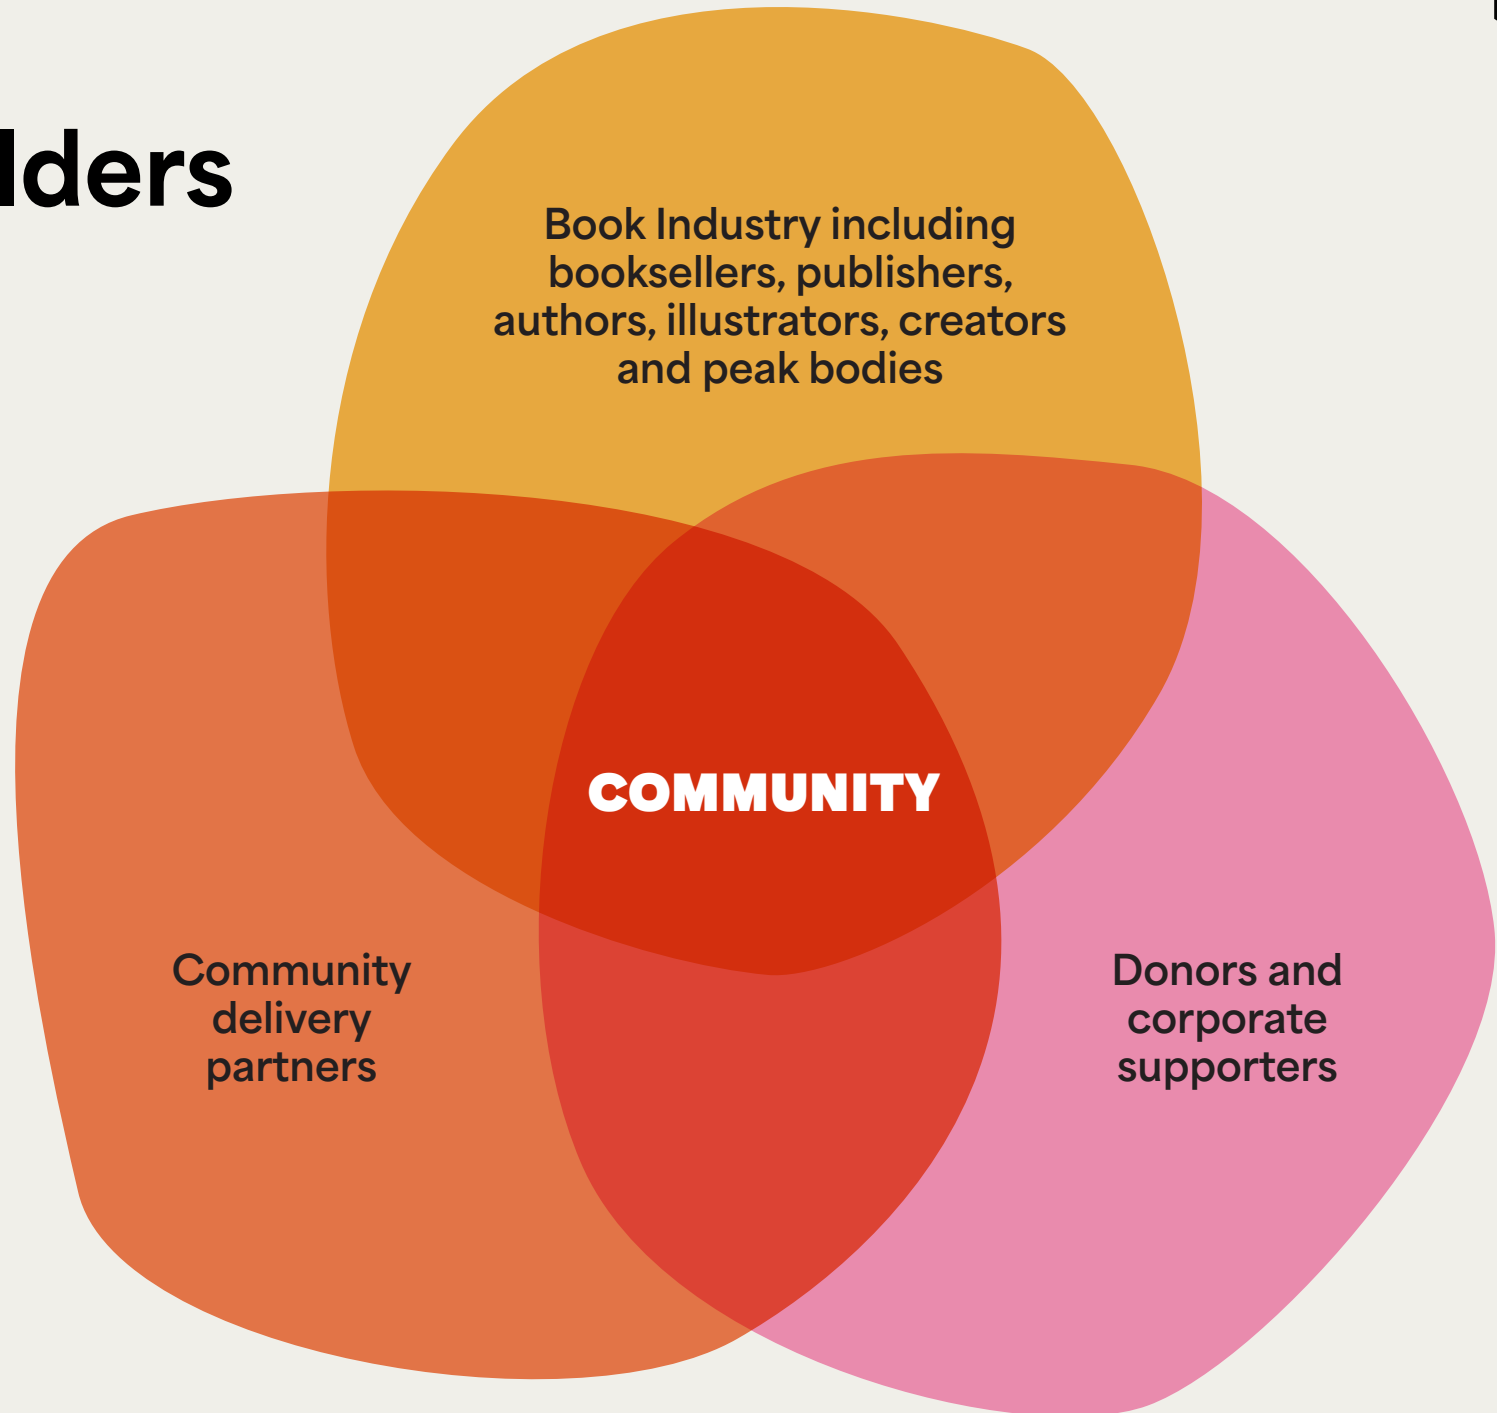 lders
Book Industry including
booksellers, publishers,
authors, illustrators, creators
and peak bodies
COMMUNITY
Community
delivery
partners
Donors and
corporate
supporters